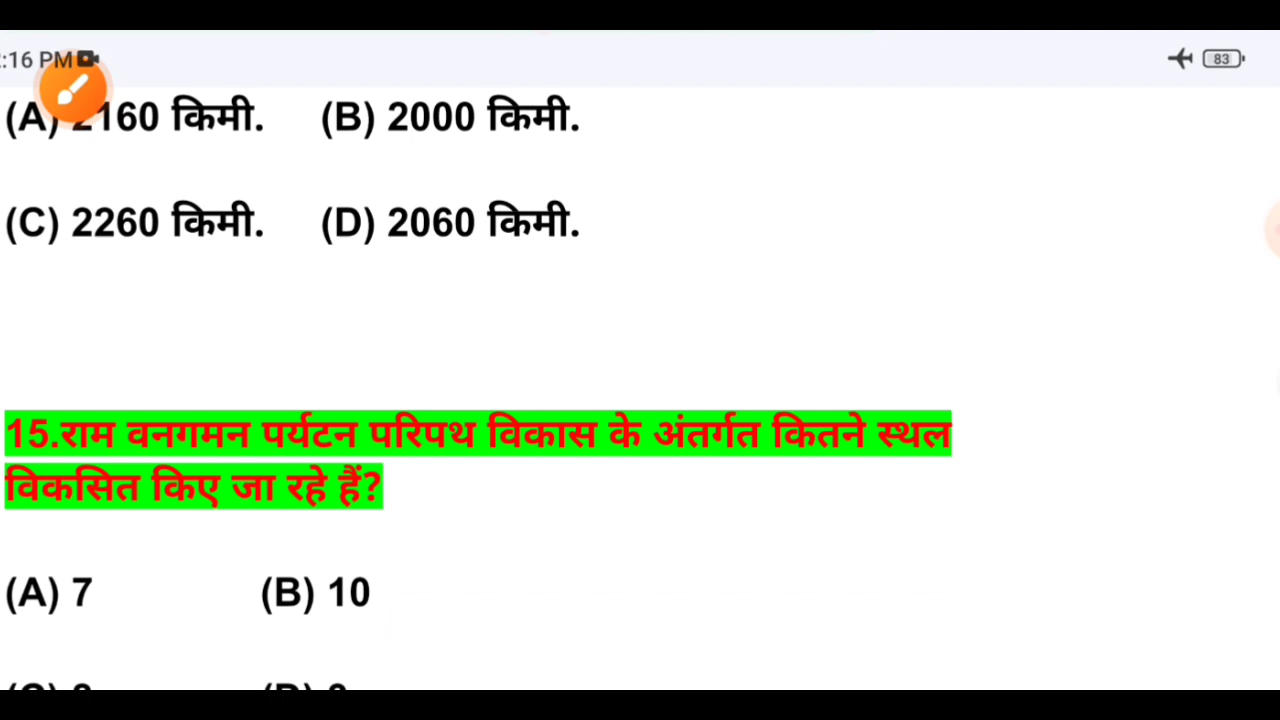 :16 PM
83
(A) 2160 किमी. (B) 2000 किमी.
(C) 2260 किमी. (D) 2060 किमी.
15.राम वनगमन पर्यटन परिपथ विकास के अंतर्गत कितने स्थल
विकसित किए जा रहे हैं?
(A) 7 (B) 10